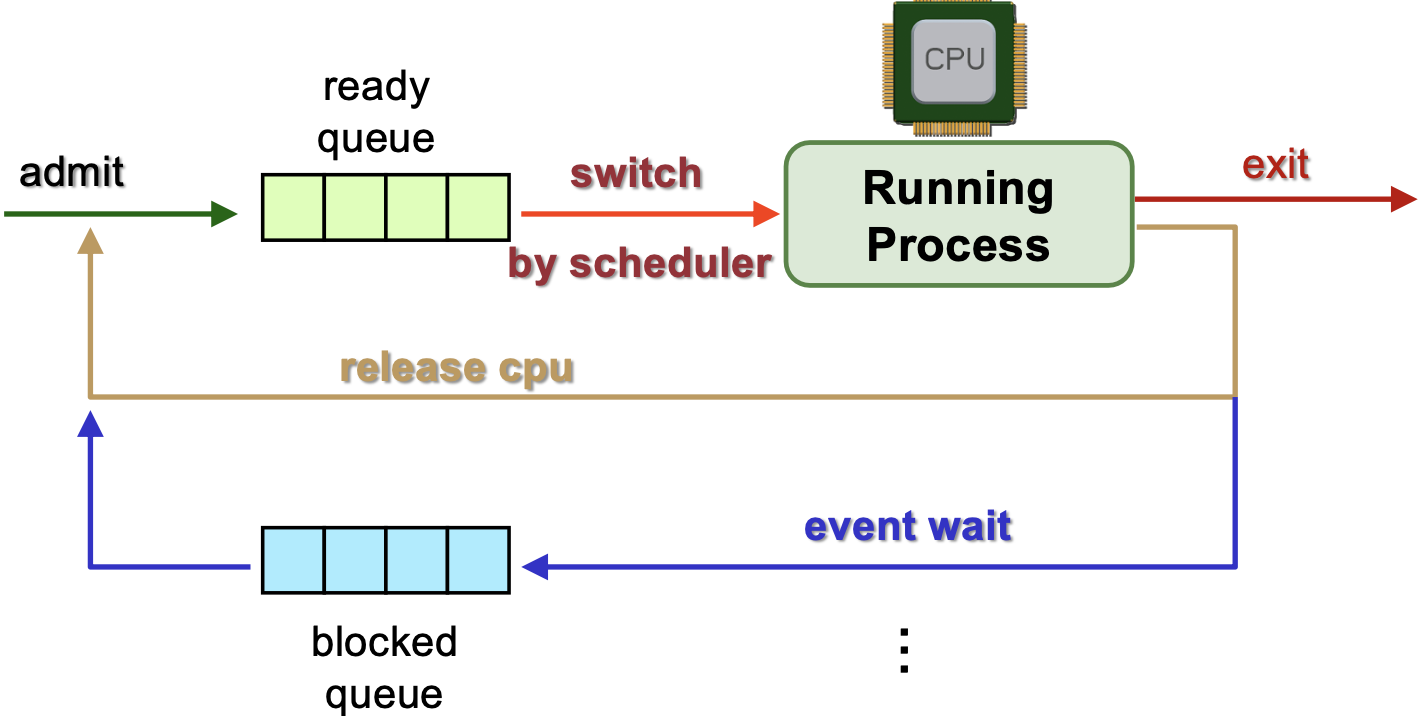 CPU
ready
queue
admit
switch
by scheduler
Running
Process
exit
release cpu
event wait
blocked
queue
⋮